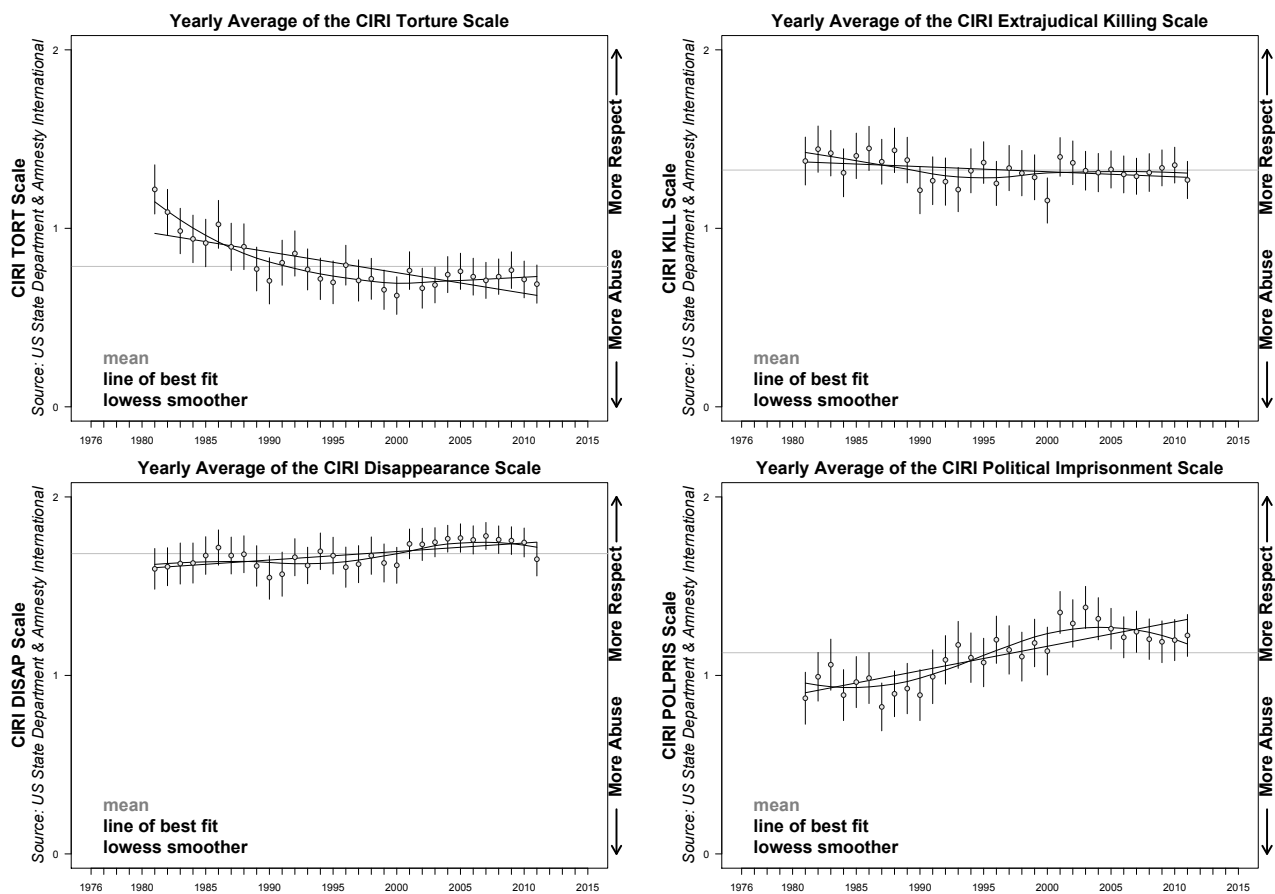 Yearly Average of the CIRI Torture Scale
CIRI TORT Scale
Source: US State Department & Amnesty International
2
1
0
mean
line of best fit
lowess smoother
More Abuse
More Respect
1976 1980 1985 1990 1995 2000 2005 2010 2015
Yearly Average of the CIRI Extrajudical Killing Scale
CIRI KILL Scale
Source: US State Department & Amnesty International
2
1
0
mean
line of best fit
lowess smoother
More Abuse
More Respect
1976 1980 1985 1990 1995 2000 2005 2010 2015
Yearly Average of the CIRI Disappearance Scale
CIRI DISAP Scale
Source: US State Department & Amnesty International
2
1
0
mean
line of best fit
lowess smoother
More Abuse
More Respect
1976 1980 1985 1990 1995 2000 2005 2010 2015
Yearly Average of the CIRI Political Imprisonment Scale
CIRI POLPRIS Scale
Source: US State Department & Amnesty International
2
1
0
mean
line of best fit
lowess smoother
More Abuse
More Respect
1976 1980 1985 1990 1995 2000 2005 2010 2015